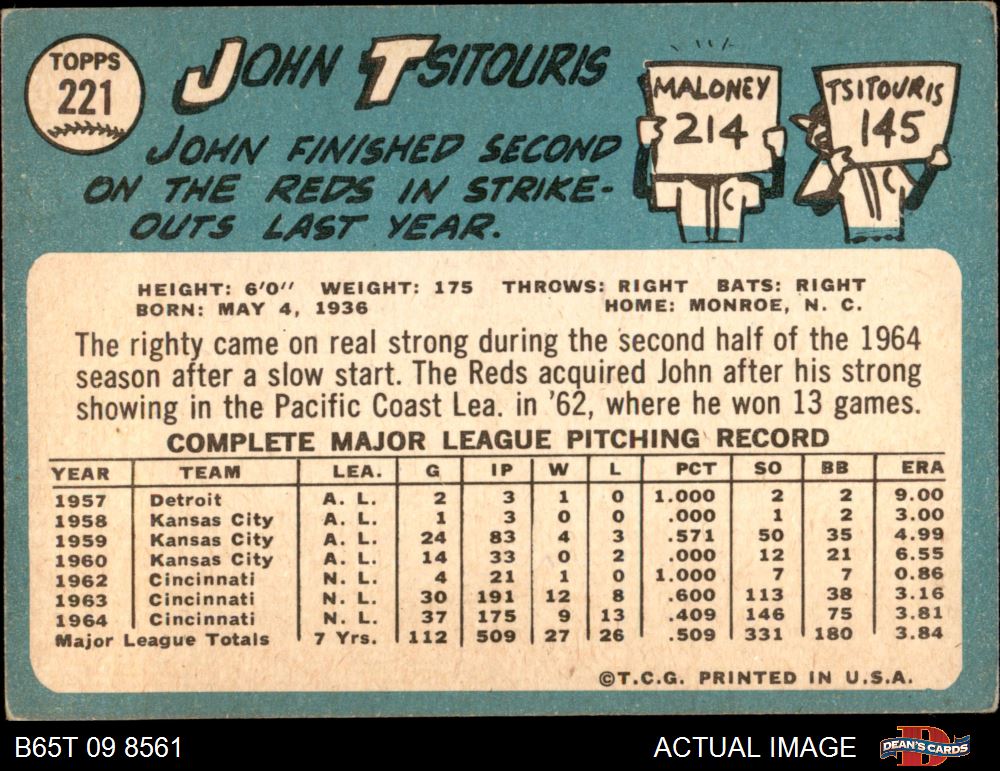 TOPPS
221
JOHN TSITOURIS
JOHN FINISHED SECOND
ON THE REDS IN STRIKE-
OUTS LAST YEAR.
MALONEY
214
TSITOURIS
145
C
C
HEIGHT: 6'0" WEIGHT: 175 THROWS: RIGHT BATS: RIGHT
BORN: MAY 4, 1936 HOME: MONROE, N. C.
The righty came on real strong during the second half of the 1964
season after a slow start. The Reds acquired John after his strong
showing in the Pacific Coast Lea. in '62, where he won 13 games.
COMPLETE MAJOR LEAGUE PITCHING RECORD
YEAR TEAM LEA. G IP W L PCT SO BB ERA
1957 Detroit A. L. 2 3 1 0 1.000 2 2 9.00
1958 Kansas City A. L. 1 3 0 0 .000 1 2 3.00
1959 Kansas City A. L. 24 83 4 3 .571 50 35 4.99
1960 Kansas City A. L. 14 33 0 2 .000 12 21 6.55
1962 Cincinnati N. L. 4 21 1 0 1.000 7 7 0.86
1963 Cincinnati N. L. 30 191 12 8 .600 113 38 3.16
1964 Cincinnati N. L. 37 175 9 13 .409 146 75 3.81
Major League Totals 7 Yrs. 112 509 27 26 .509 331 180 3.84
©T.C.G. PRINTED IN U.S.A.
B65T 09 8561 ACTUAL IMAGE DEAN'S CARDS